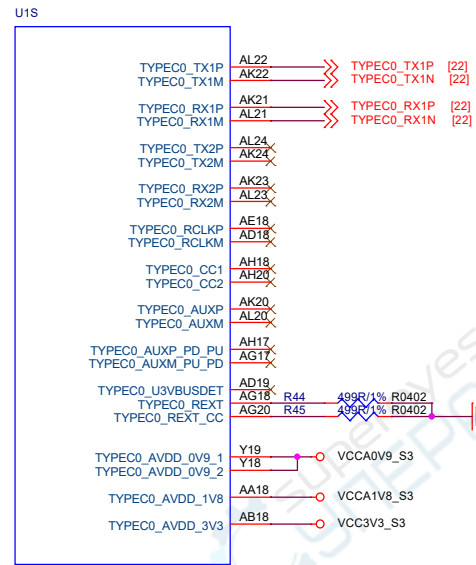 U1S
TYPEC0_TX1P AL22 TYPEC0_TX1P [22]
TYPEC0_TX1M AK22 TYPEC0_TX1N [22]
TYPEC0_RX1P AK21 TYPEC0_RX1P [22]
TYPEC0_RX1M AL21 TYPEC0_RX1N [22]
TYPEC0_TX2P AL24
TYPEC0_TX2M AK24
TYPEC0_RX2P AK23
TYPEC0_RX2M AL23
TYPEC0_RCLKP AE18
TYPEC0_RCLKM AD18
TYPEC0_CC1 AH18
TYPEC0_CC2 AH20
TYPEC0_AUXP AK20
TYPEC0_AUXM AL20
TYPEC0_AUXP_PD_PU AH17
TYPEC0_AUXM_PU_PD AG17
TYPEC0_U3VBUSDET AD19
TYPEC0_REXT AG18 R44 499R/1% R0402
TYPEC0_REXT_CC AG20 R45 499R/1% R0402
TYPEC0_AVDD_0V9_1 Y19 VCCA0V9_S3
TYPEC0_AVDD_0V9_2 Y18
TYPEC0_AVDD_1V8 AA18 VCCA1V8_S3
TYPEC0_AVDD_3V3 AB18 VCC3V3_S3